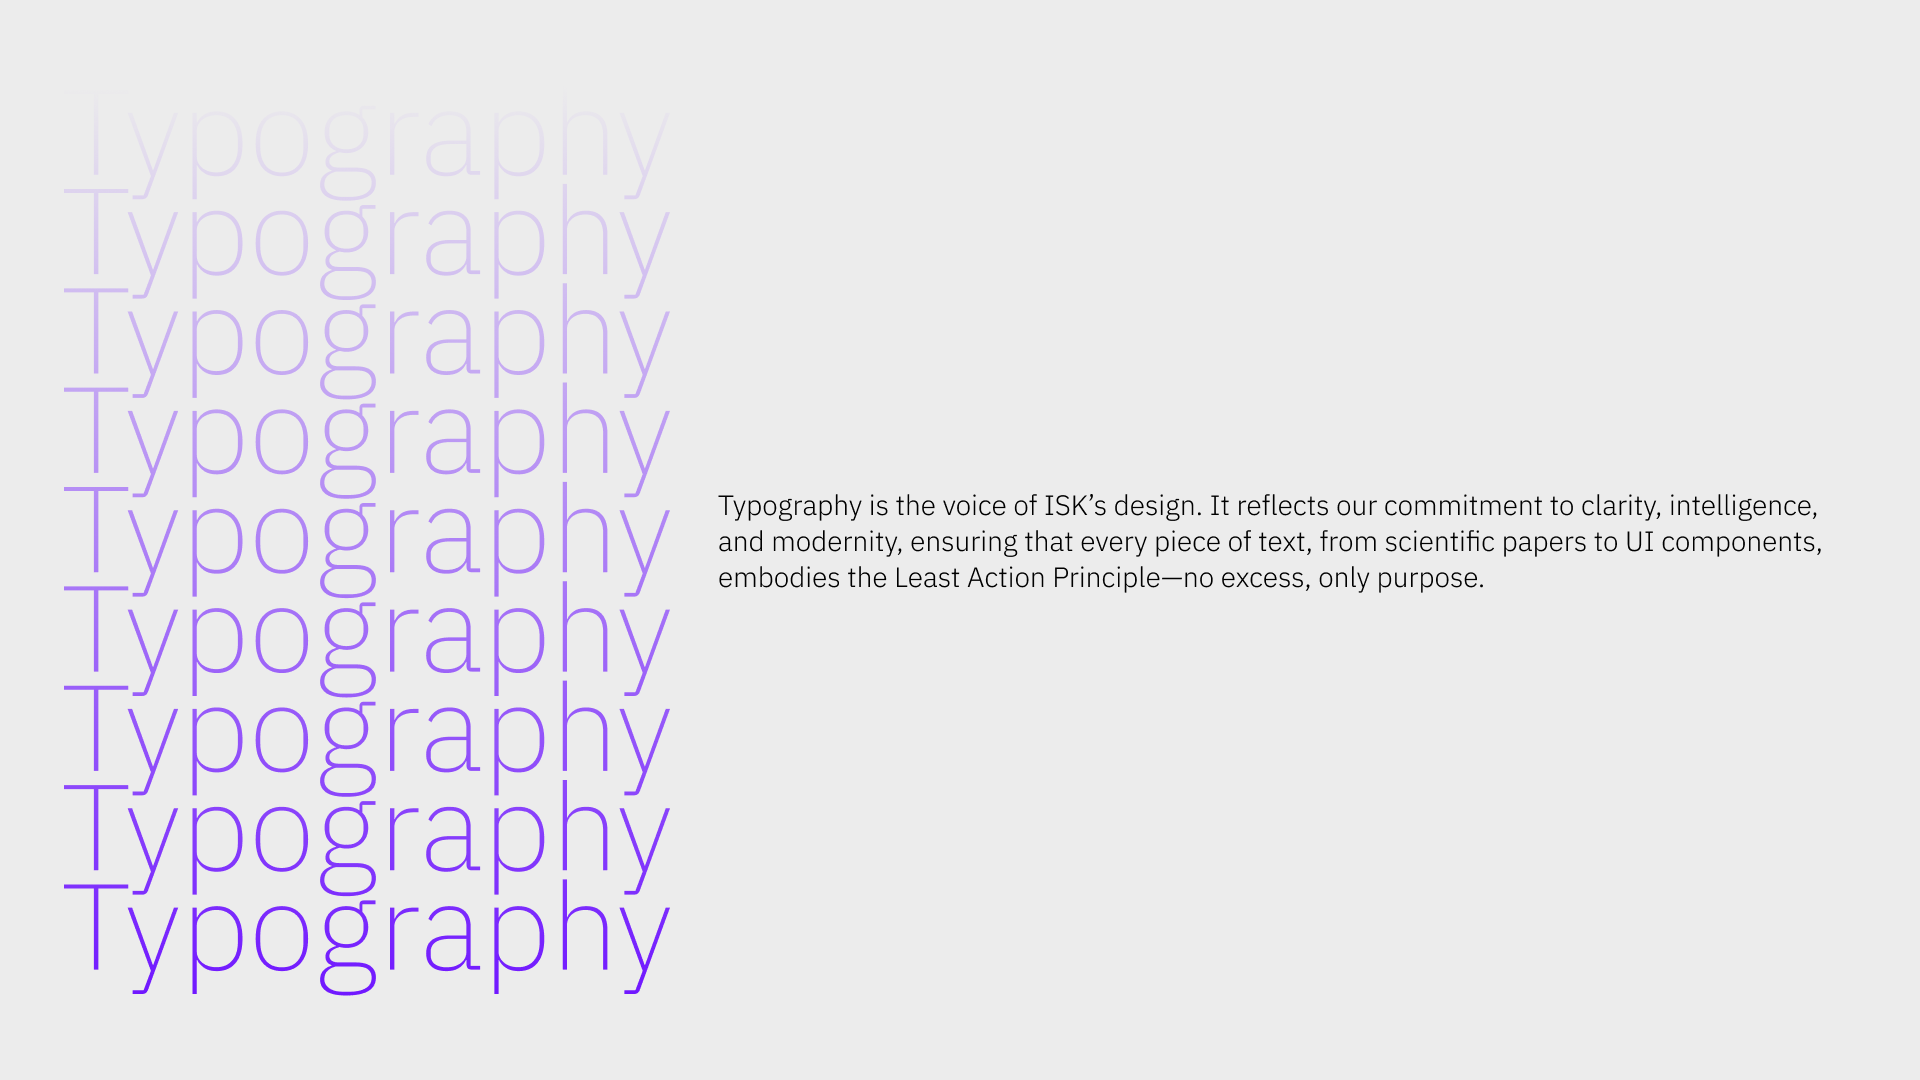 Typography
Typography
Typography
Typography
Typography
Typography
Typography
Typography
Typography
Typography is the voice of ISK’s design. It reflects our commitment to clarity, intelligence,
and modernity, ensuring that every piece of text, from scientific papers to UI components,
embodies the Least Action Principle—no excess, only purpose.